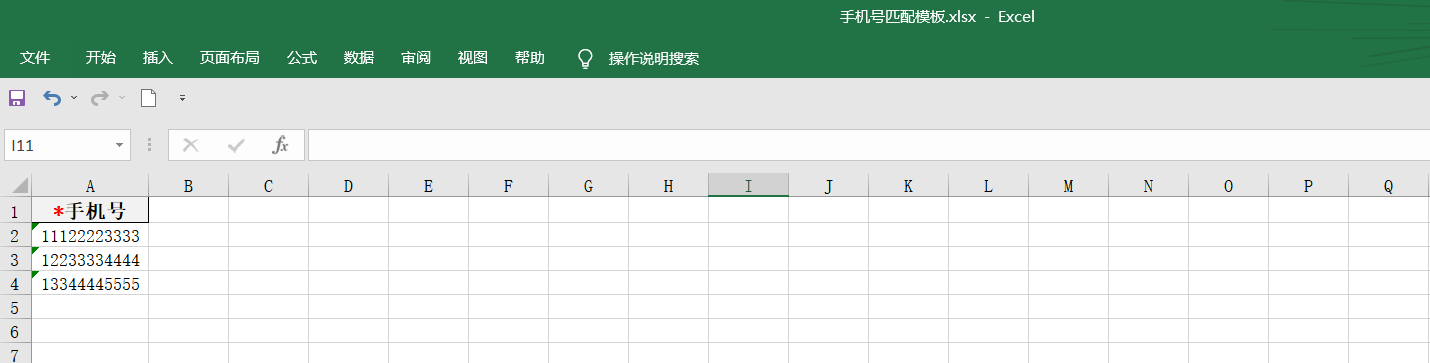 手机号匹配模板.xlsx - Excel
文件 开始 插入 页面布局 公式 数据 审阅 视图 帮助 操作说明搜索
I11 fx
A B C D E F G H I J K L M N O P Q
1 *手机号
2 11122223333
3 12233334444
4 13344445555
5
6
7